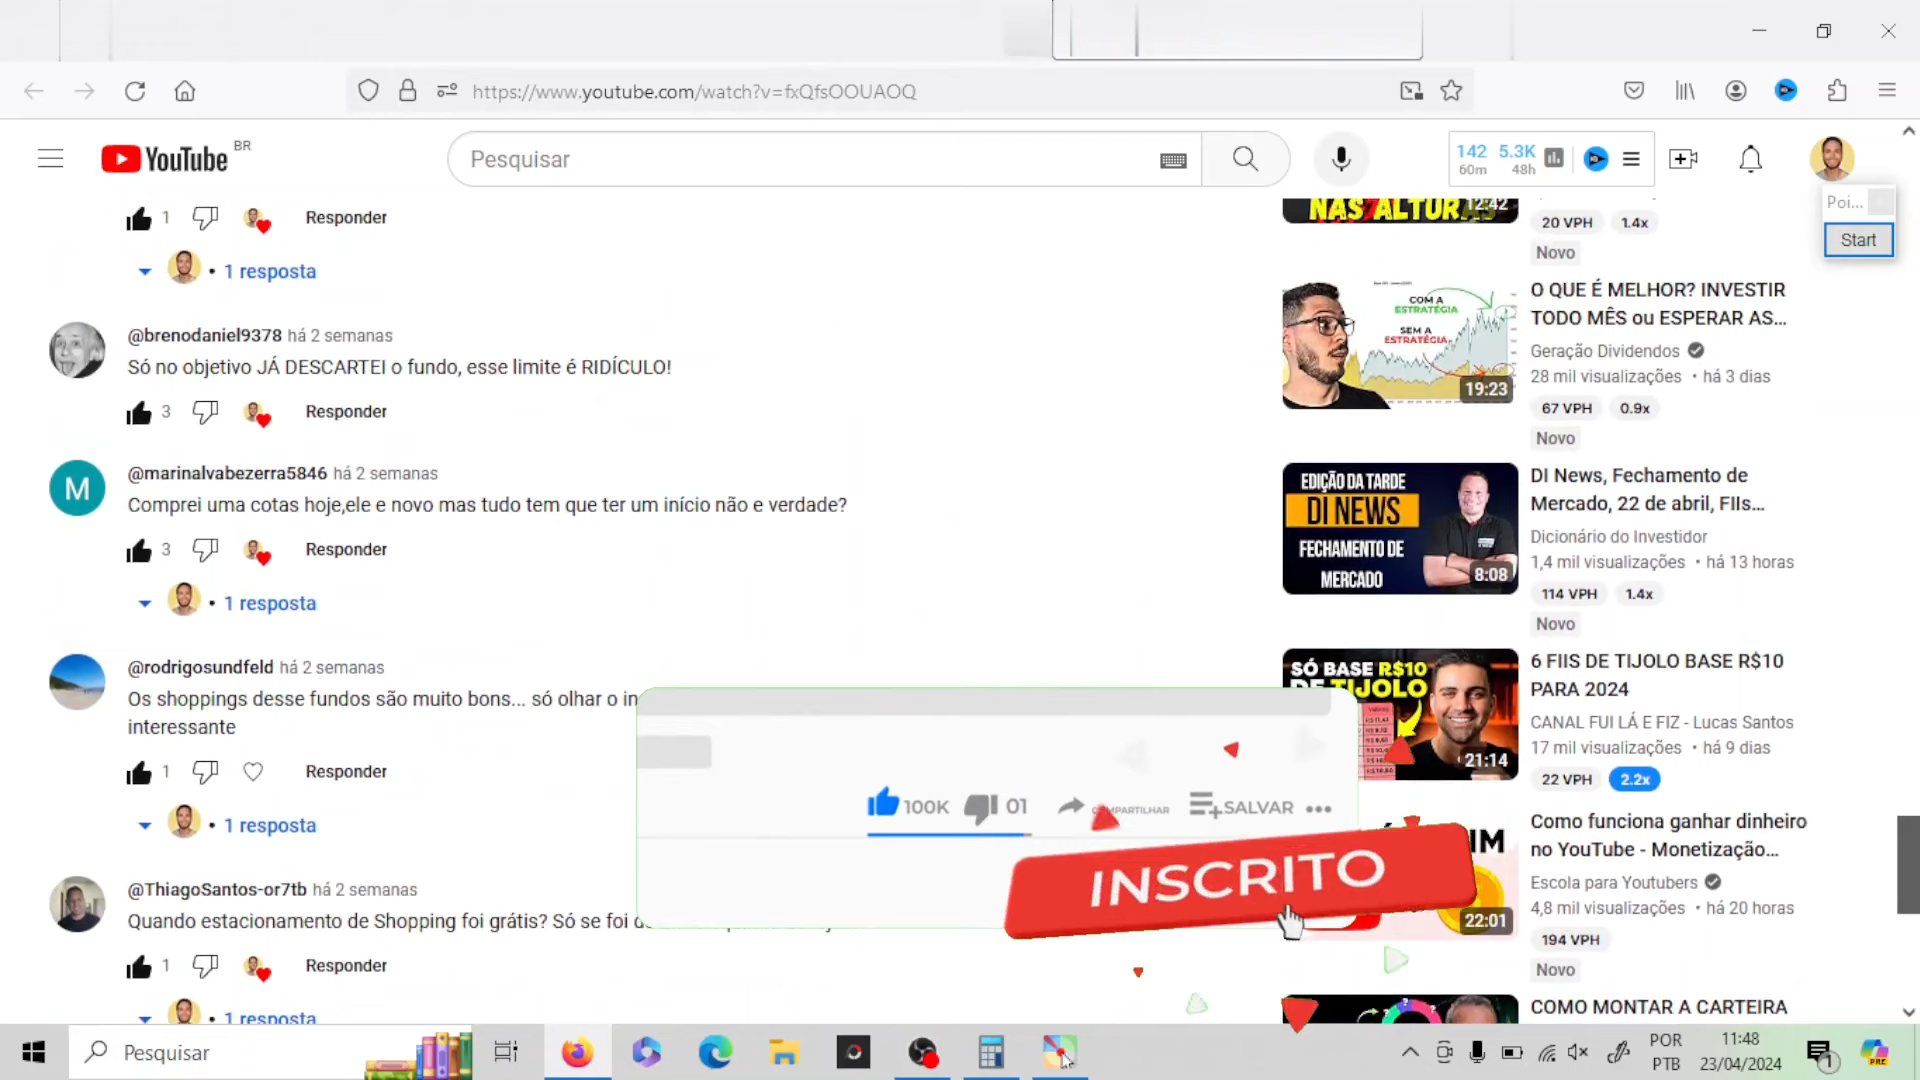 https://www.youtube.com/watch?v=fxQfsOOUAOQ
YouTube BR
Pesquisar
142 5.3K
60m 48h
Poi...
Start
1 Responder
1 resposta
@brenodaniel9378 há 2 semanas
Só no objetivo JÁ DESCARTEI o fundo, esse limite é RIDÍCULO!
3 Responder
M
@marinalvabezerra5846 há 2 semanas
Comprei uma cotas hoje,ele e novo mas tudo tem que ter um início não e verdade?
3 Responder
1 resposta
@rodrigosundfeld há 2 semanas
Os shoppings desse fundos são muito bons... só olhar o
interessante
1 Responder
1 resposta
@ThiagoSantos-or7tb há 2 semanas
Quando estacionamento de Shopping foi grátis? Só se foi
1 Responder
1 resposta
100K 01 COMPARTILHAR SALVAR
INSCRITO
NAS ALTURAS
12:42
20 VPH 1.4x
Novo
COM A
ESTRATÉGIA
SEM A
ESTRATÉGIA
19:23
O QUE É MELHOR? INVESTIR
TODO MÊS ou ESPERAR AS...
Geração Dividendos
28 mil visualizações • há 3 dias
67 VPH 0.9x
Novo
EDIÇÃO DA TARDE
DI NEWS
FECHAMENTO DE
MERCADO
8:08
DI News, Fechamento de
Mercado, 22 de abril, FIIs...
Dicionário do Investidor
1,4 mil visualizações • há 13 horas
114 VPH 1.4x
Novo
SÓ BASE R$10
DE TIJOLO
21:14
6 FIIS DE TIJOLO BASE R$10
PARA 2024
CANAL FUI LÁ E FIZ - Lucas Santos
17 mil visualizações • há 9 dias
22 VPH 2.2x
22:01
Como funciona ganhar dinheiro
no YouTube - Monetização...
Escola para Youtubers
4,8 mil visualizações • há 20 horas
194 VPH
Novo
COMO MONTAR A CARTEIRA
Pesquisar
PRE
POR
PTB
11:48
23/04/2024
1